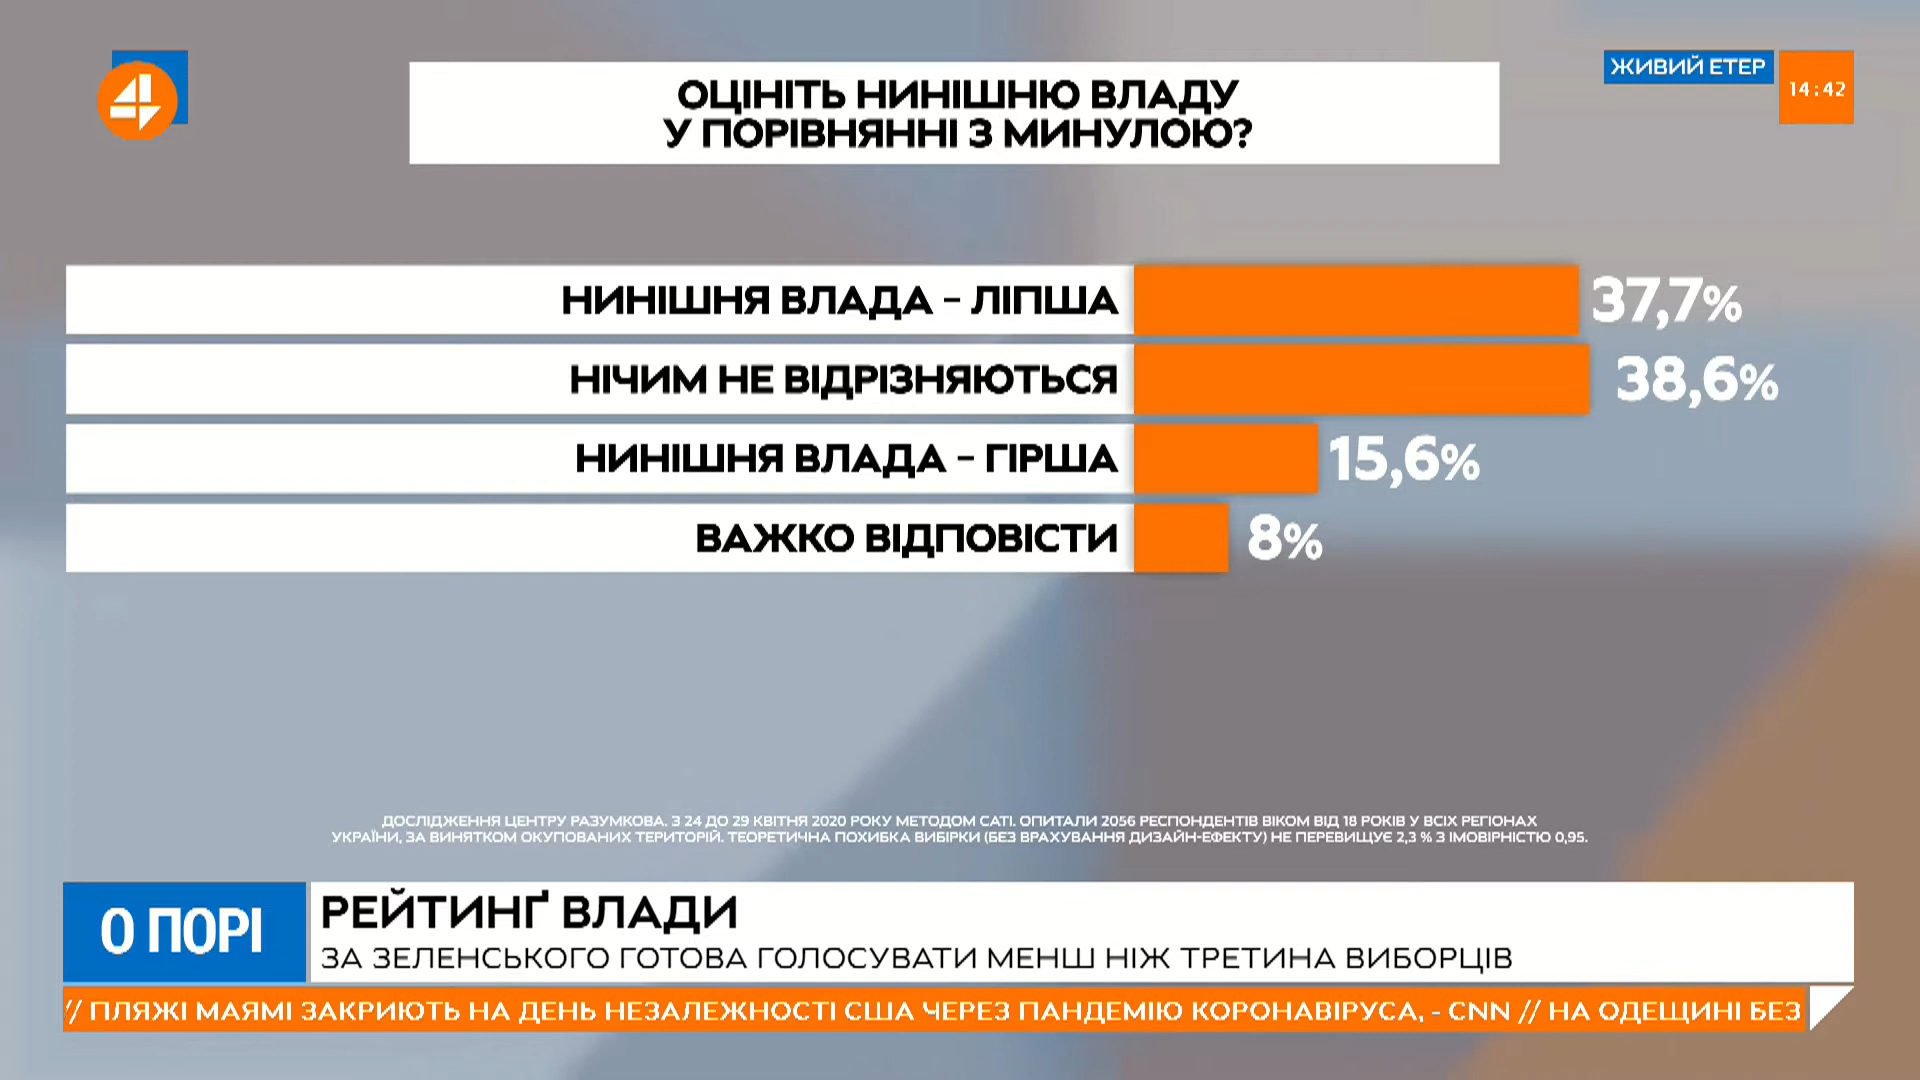 ЖИВИЙ ЕТЕР
14:42
ОЦІНІТЬ НИНІШНЮ ВЛАДУ
У ПОРІВНЯННІ З МИНУЛОЮ?
НИНІШНЯ ВЛАДА – ЛІПША 37,7%
НІЧИМ НЕ ВІДРІЗНЯЮТЬСЯ 38,6%
НИНІШНЯ ВЛАДА – ГІРША 15,6%
ВАЖКО ВІДПОВІСТИ 8%
ДОСЛІДЖЕННЯ ЦЕНТРУ РАЗУМКОВА. З 24 ДО 29 КВІТНЯ 2020 РОКУ МЕТОДОМ САТІ. ОПИТАЛИ 2056 РЕСПОНДЕНТІВ ВІКОМ ВІД 18 РОКІВ У ВСІХ РЕГІОНАХ
УКРАЇНИ, ЗА ВИНЯТКОМ ОКУПОВАНИХ ТЕРИТОРІЙ. ТЕОРЕТИЧНА ПОХИБКА ВИБІРКИ (БЕЗ ВРАХУВАННЯ ДИЗАЙН-ЕФЕКТУ) НЕ ПЕРЕВИЩУЄ 2,3 % З ІМОВІРНІСТЮ 0,95.
О ПОРІ
РЕЙТИНҐ ВЛАДИ
ЗА ЗЕЛЕНСЬКОГО ГОТОВА ГОЛОСУВАТИ МЕНШ НІЖ ТРЕТИНА ВИБОРЦІВ
// ПЛЯЖІ МАЯМІ ЗАКРИЮТЬ НА ДЕНЬ НЕЗАЛЕЖНОСТІ США ЧЕРЕЗ ПАНДЕМІЮ КОРОНАВІРУСА, - CNN // НА ОДЕЩИНІ БЕЗ